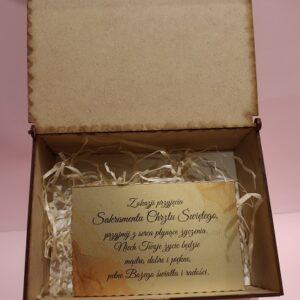 Z okazji przyjęcia
Sakramentu Chrztu Świętego,
przyjmij z serca płynące życzenia.
Niech Twoje życie będzie
mądre, dobre i piękne,
pełne Bożego światła i radości.